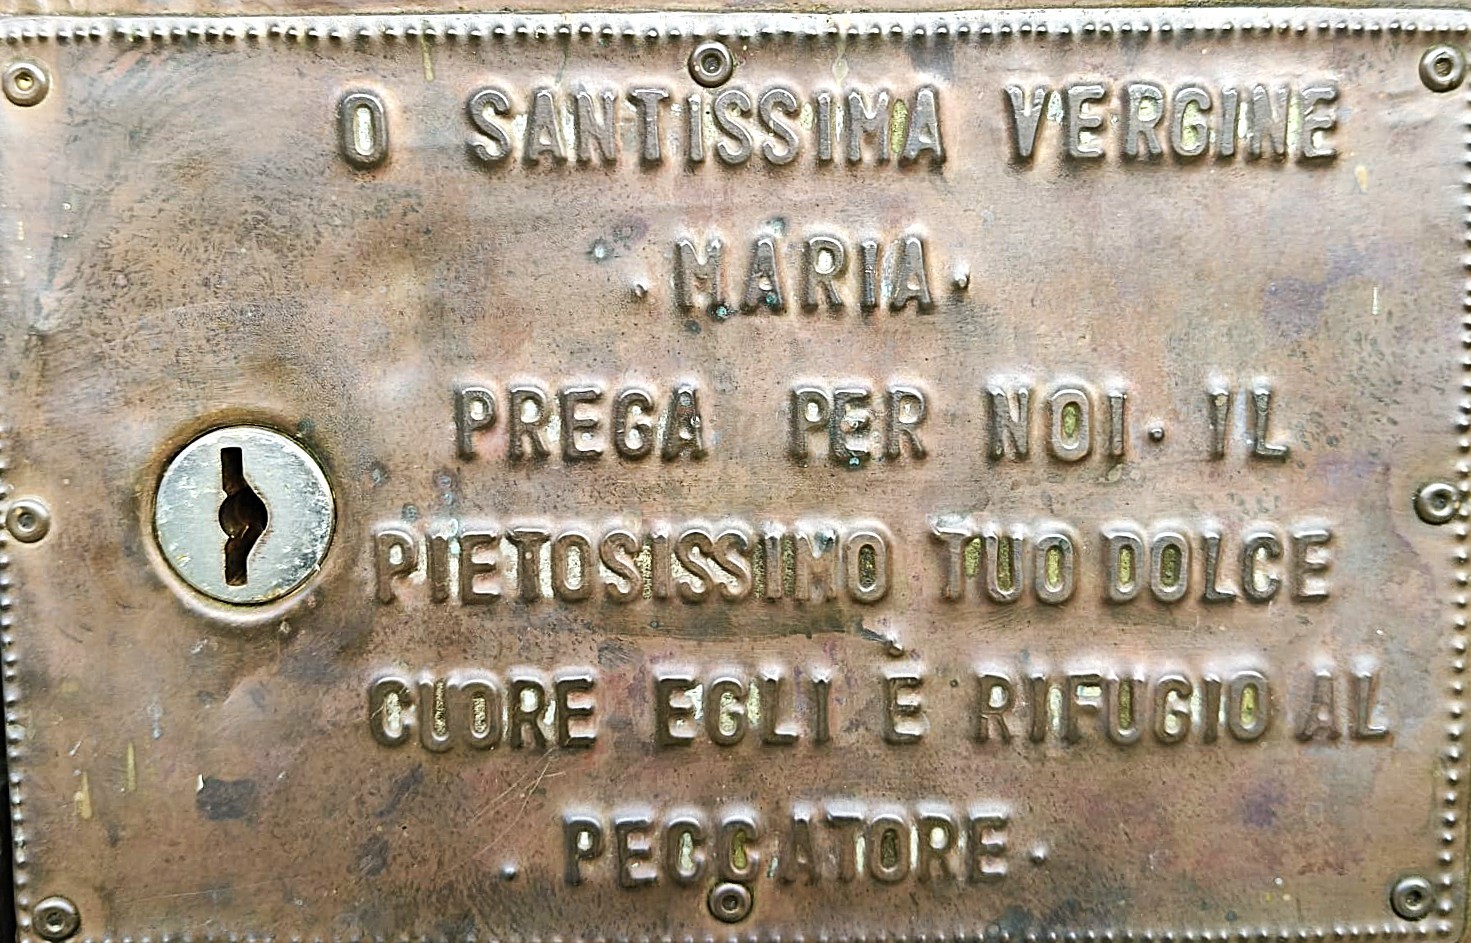 O SANTISSIMA VERGINE
· MARIA ·
PREGA PER NOI · IL
PIETOSISSIMO TUO DOLCE
CUORE EGLI È RIFUGIO AL
· PECCATORE ·